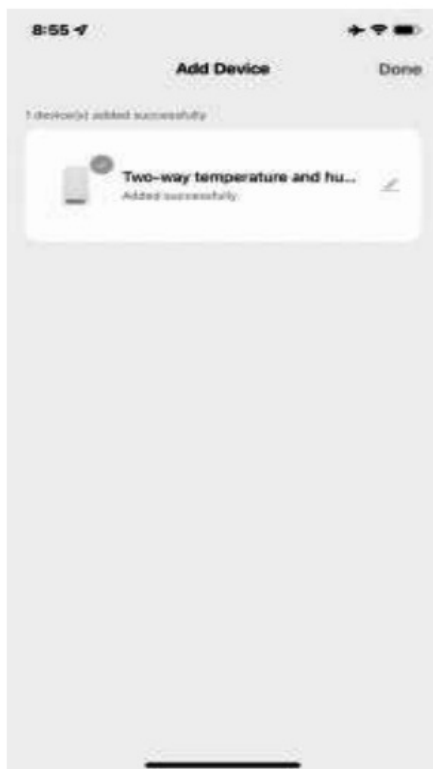 8:55
Add Device
Done
1 device(s) added successfully
Two-way temperature and hu...
Added successfully